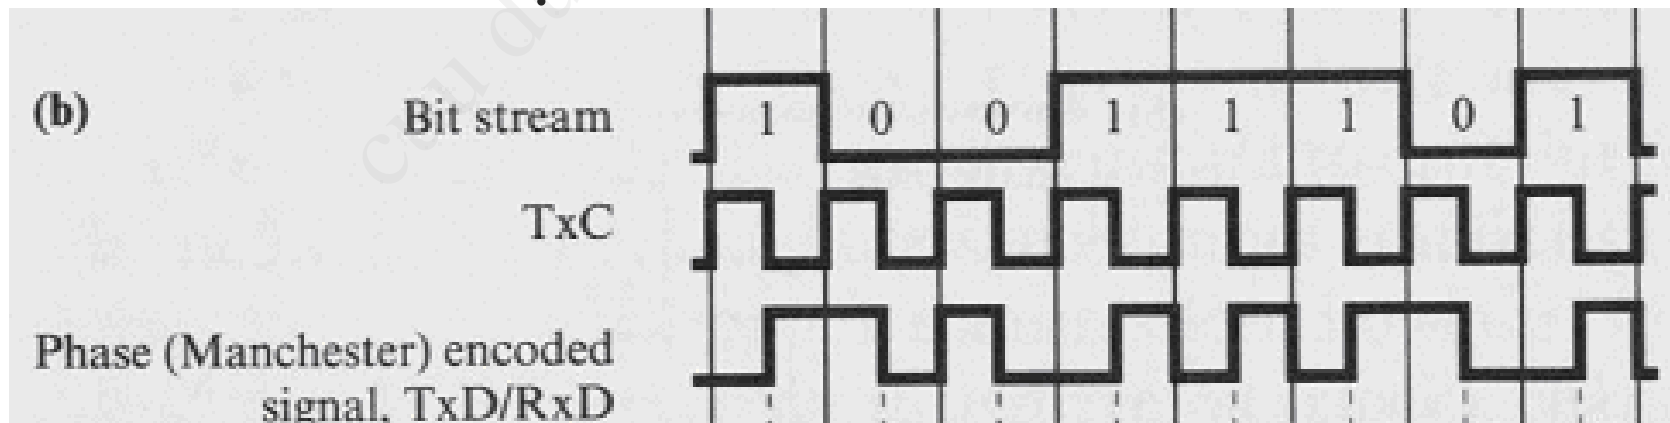 (b)
Bit stream
1 0 0 1 1 1 0 1
TxC
Phase (Manchester) encoded
signal, TxD/RxD